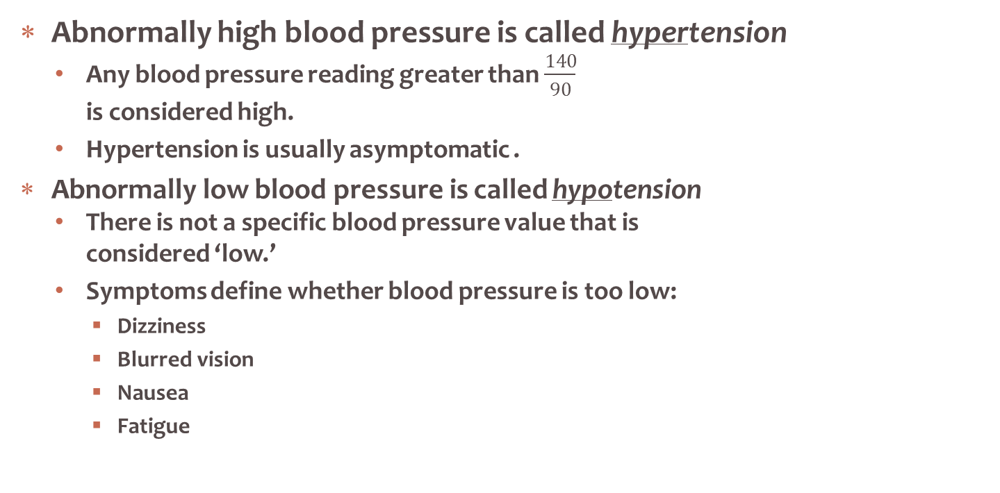 * Abnormally high blood pressure is called hypertension
• Any blood pressure reading greater than 140/90
is considered high.
• Hypertension is usually asymptomatic.
* Abnormally low blood pressure is called hypotension
• There is not a specific blood pressure value that is
considered ‘low.’
• Symptoms define whether blood pressure is too low:
▪ Dizziness
▪ Blurred vision
▪ Nausea
▪ Fatigue